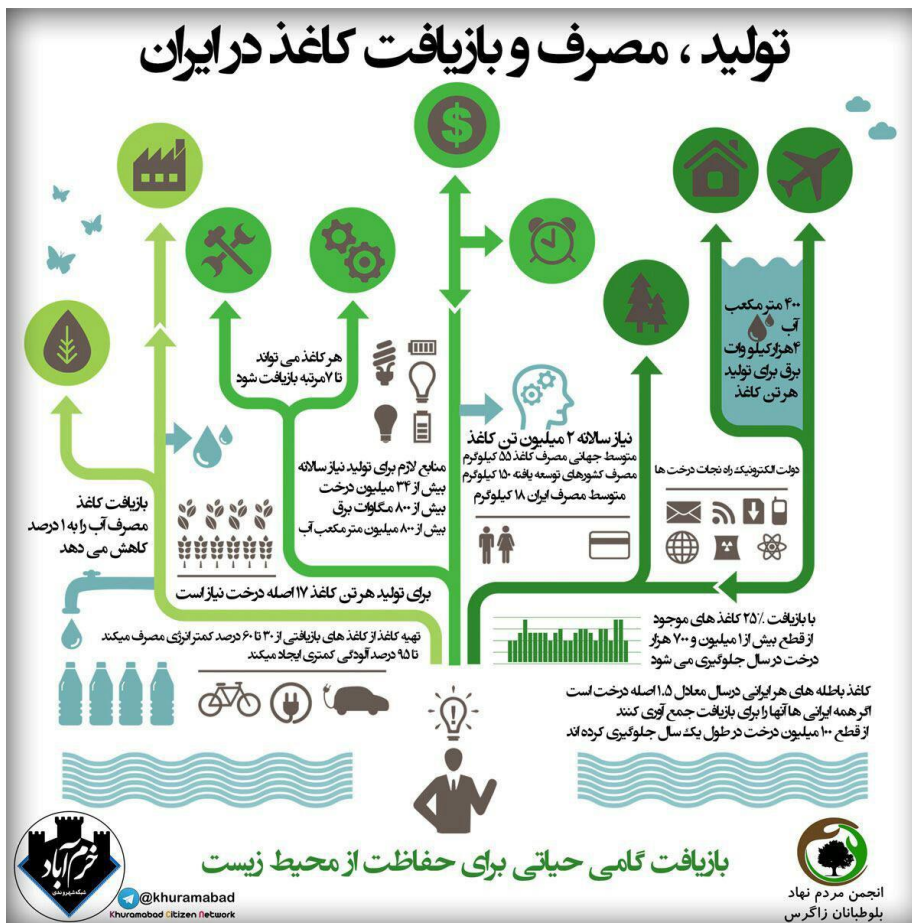 تولید، مصرف و بازیافت کاغذ در ایران
۴۰۰ متر مکعب
آب
۴هزار کیلو وات
برق برای تولید
هر تن کاغذ
هر کاغذ می تواند
تا ۷ مرتبه بازیافت شود
نیاز سالانه ۲ میلیون تن کاغذ
متوسط جهانی مصرف کاغذ ۵۵ کیلوگرم
مصرف کشورهای توسعه یافته ۱۵۰ کیلوگرم
متوسط مصرف ایران ۱۸ کیلوگرم
دولت الکترونیک راه نجات درخت ها
منابع لازم برای تولید نیاز سالانه
بیش از ۳۴ میلیون درخت
بیش از ۸۰۰ مگاوات برق
بیش از ۸۰۰ میلیون متر مکعب آب
بازیافت کاغذ
مصرف آب را به ۱ درصد
کاهش می دهد
برای تولید هر تن کاغذ ۱۷ اصله درخت نیاز است
با بازیافت ۲۵٪ کاغذ های موجود
از قطع بیش از ۱ میلیون و ۷۰۰ هزار
درخت در سال جلوگیری می شود
تهیه کاغذ از کاغذ های بازیافتی از ۳۰ تا ۶۰ درصد کمتر انرژی مصرف میکند
تا ۹۵ درصد آلودگی کمتری ایجاد میکند
کاغذ باطله های هر ایرانی در سال معادل ۱.۵ اصله درخت است
اگر همه ایرانی ها آنها را برای بازیافت جمع آوری کنند
از قطع ۱۰۰ میلیون درخت در طول یک سال جلوگیری کرده اند
بازیافت گامی حیاتی برای حفاظت از محیط زیست
خرم آباد
شبکه شهروندی
@khuramabad
Khuramabad Citizen Network
انجمن مردم نهاد
بلوطبانان زاگرس